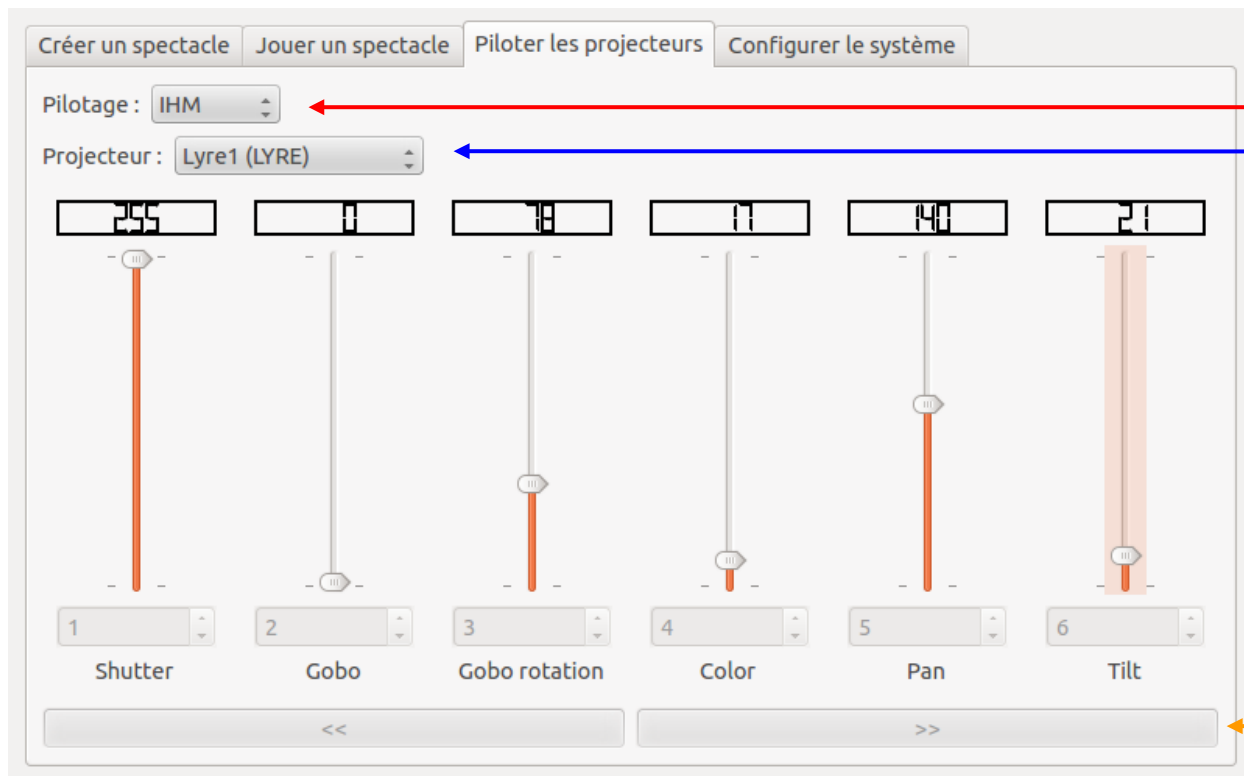 Créer un spectacle Jouer un spectacle Piloter les projecteurs Configurer le système
Pilotage : IHM
Projecteur : Lyre1 (LYRE)
255 0 78 17 140 21
1 2 3 4 5 6
Shutter Gobo Gobo rotation Color Pan Tilt
<< >>